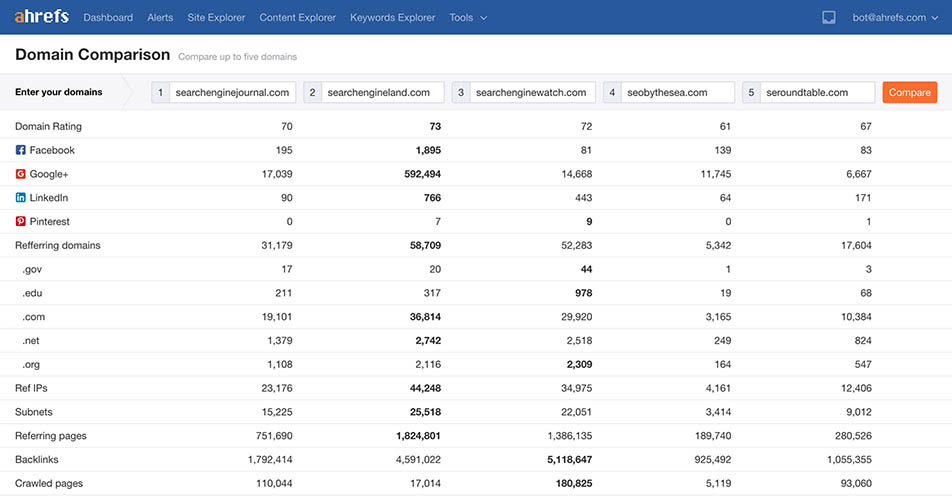 ahrefs Dashboard Alerts Site Explorer Content Explorer Keywords Explorer Tools bot@ahrefs.com
Domain Comparison Compare up to five domains
Enter your domains 1 searchenginejournal.com 2 searchengineland.com 3 searchenginewatch.com 4 seobythesea.com 5 seroundtable.com Compare
Domain Rating 70 73 72 61 67
Facebook 195 1,895 81 139 83
Google+ 17,039 592,494 14,668 11,745 6,667
LinkedIn 90 766 443 64 171
Pinterest 0 7 9 0 1
Refferring domains 31,179 58,709 52,283 5,342 17,604
.gov 17 20 44 1 3
.edu 211 317 978 19 68
.com 19,101 36,814 29,920 3,165 10,384
.net 1,379 2,742 2,518 249 824
.org 1,108 2,116 2,309 164 547
Ref IPs 23,176 44,248 34,975 4,161 12,406
Subnets 15,225 25,518 22,051 3,414 9,012
Referring pages 751,690 1,824,801 1,386,135 189,740 280,526
Backlinks 1,792,414 4,591,022 5,118,647 925,492 1,055,355
Crawled pages 110,044 17,014 180,825 5,119 93,060